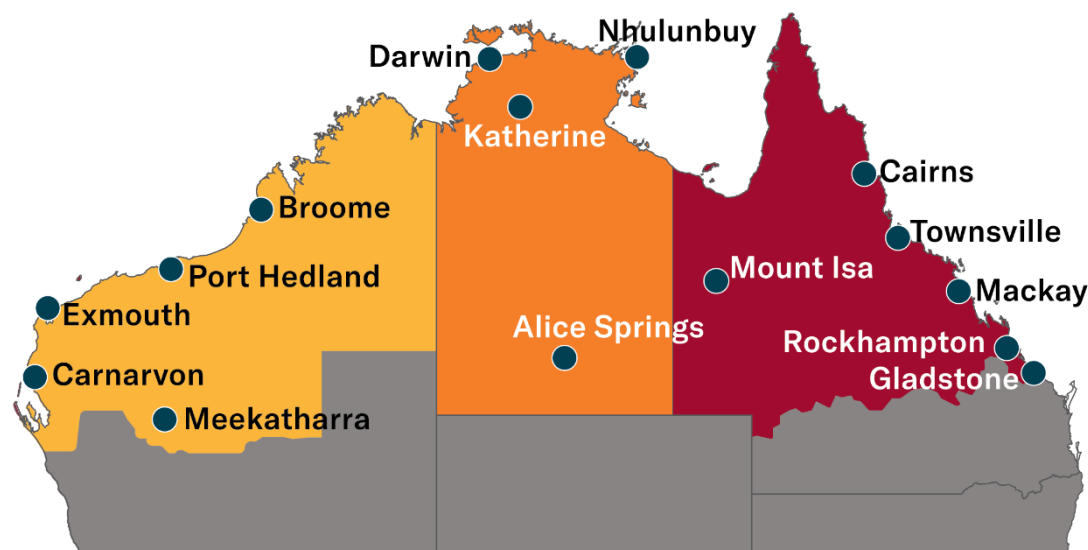 Nhulunbuy
Darwin
Katherine
Cairns
Broome
Townsville
Mount Isa
Port Hedland
Mackay
Exmouth
Alice Springs
Rockhampton
Carnarvon
Gladstone
Meekatharra